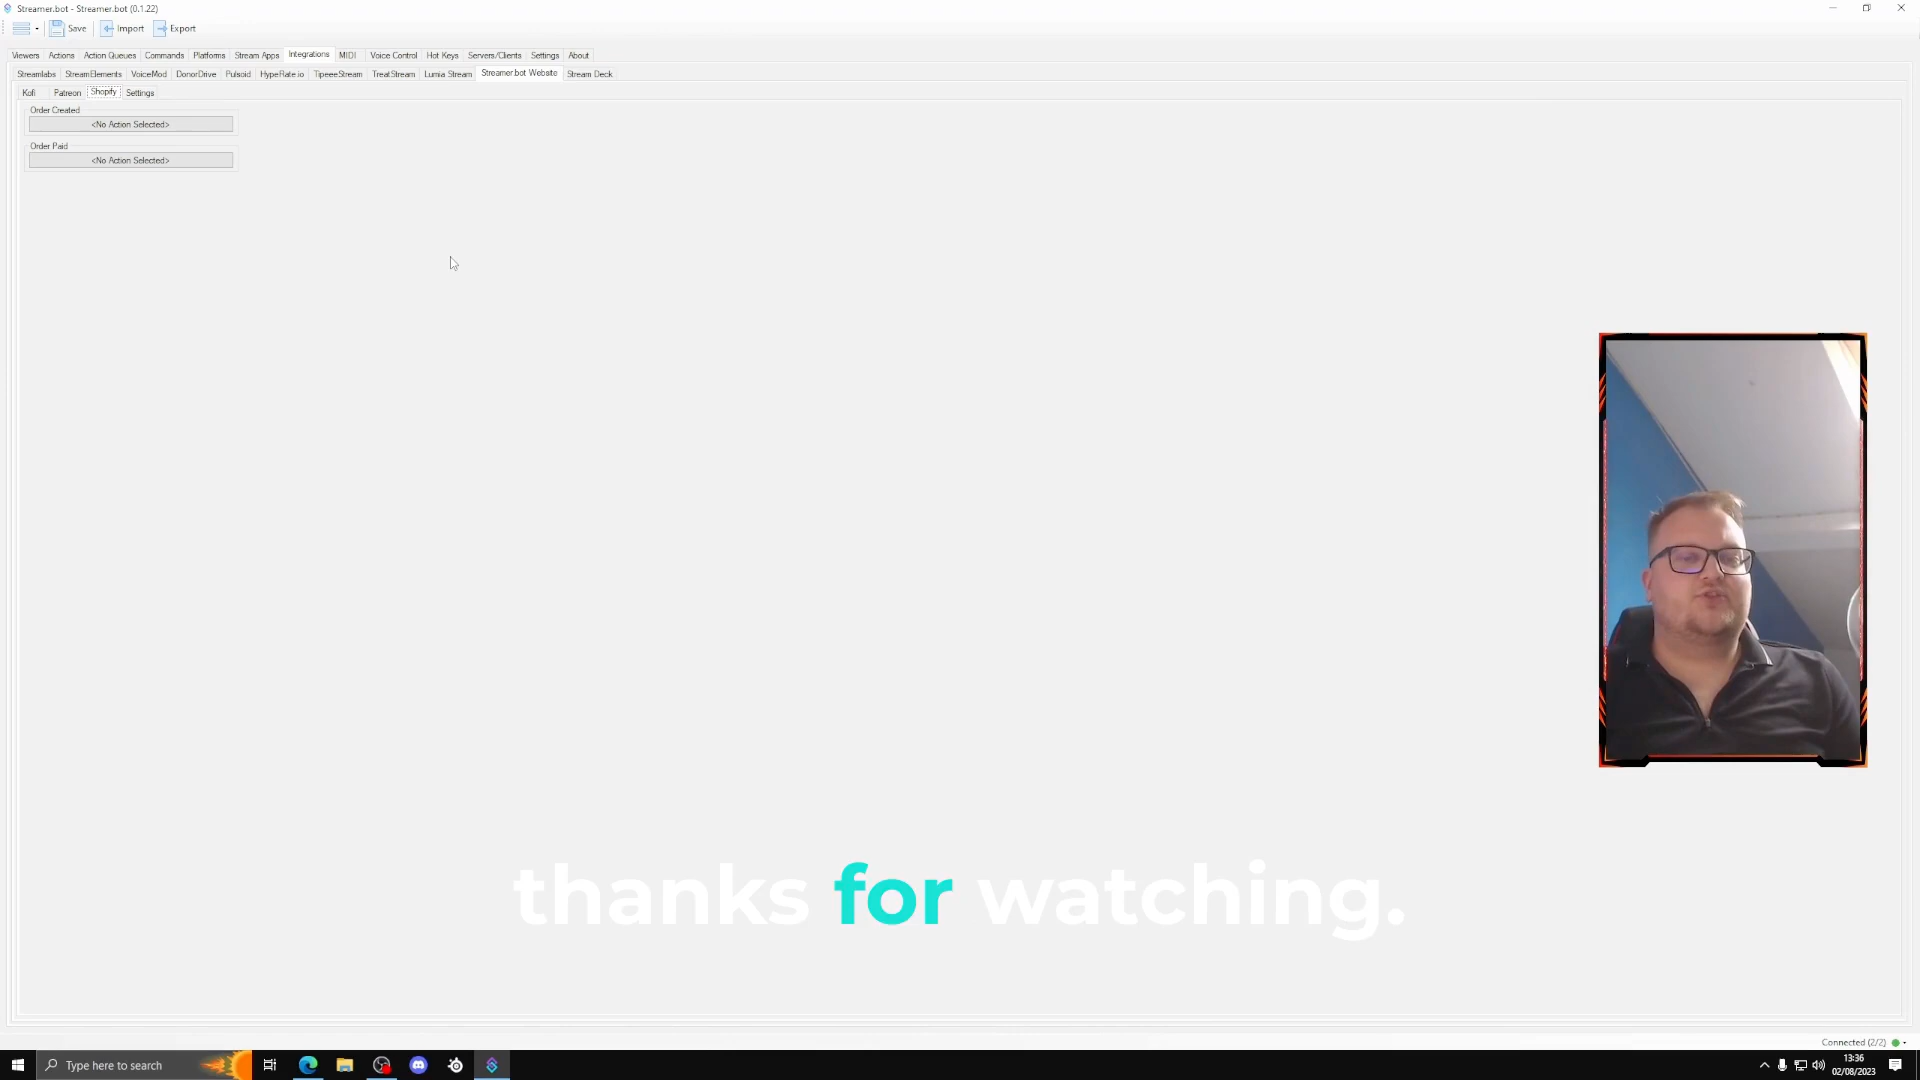 Streamer.bot - Streamer.bot (0.1.22)
Save Import Export
Viewers Actions Action Queues Commands Platforms Stream Apps Integrations MIDI Voice Control Hot Keys Servers/Clients Settings About
Streamlabs StreamElements VoiceMod DonorDrive Pulsoid HypeRate.io TipeeeStream TreatStream Lumia Stream Streamer.bot Website Stream Deck
Kofi Patreon Shopify Settings
Order Created
<No Action Selected>
Order Paid
<No Action Selected>
thanks for watching.
Connected (2/2)
Type here to search
13:36
02/08/2023